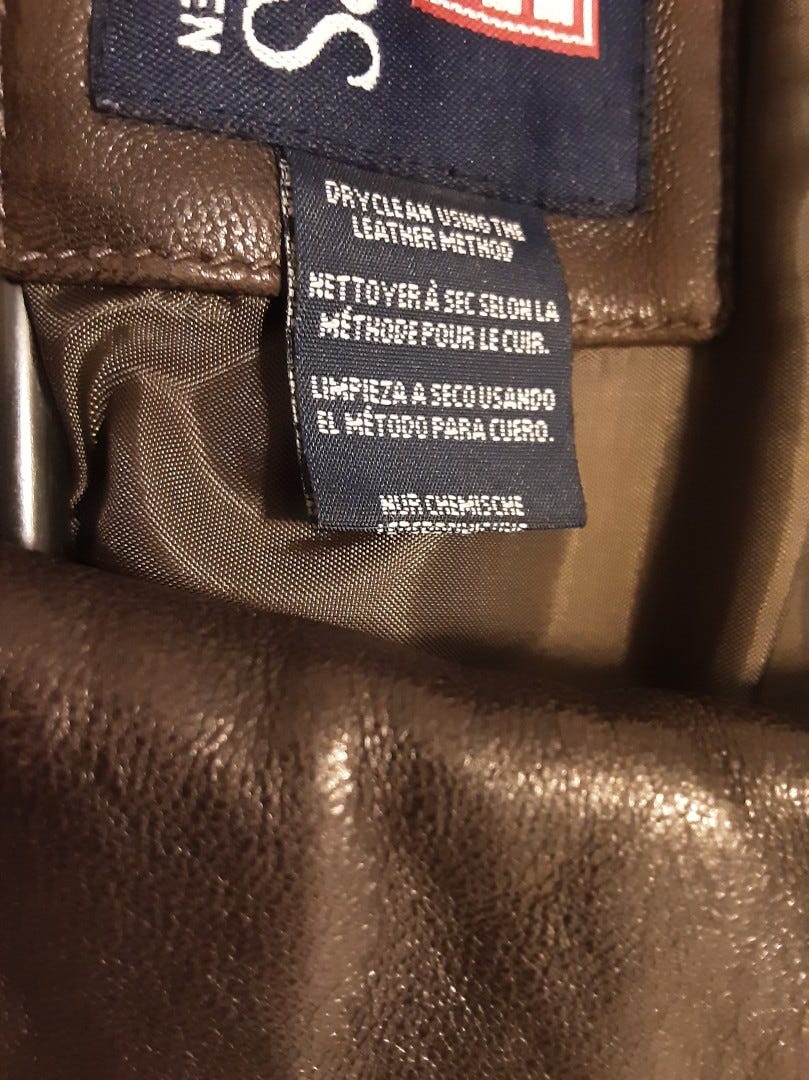 DRYCLEAN USING THE
LEATHER METHOD
NETTOYER À SEC SELON LA
MÉTHODE POUR LE CUIR.
LIMPIEZA A SECO USANDO
EL MÉTODO PARA CUERO.
NUR CHEMISCHE